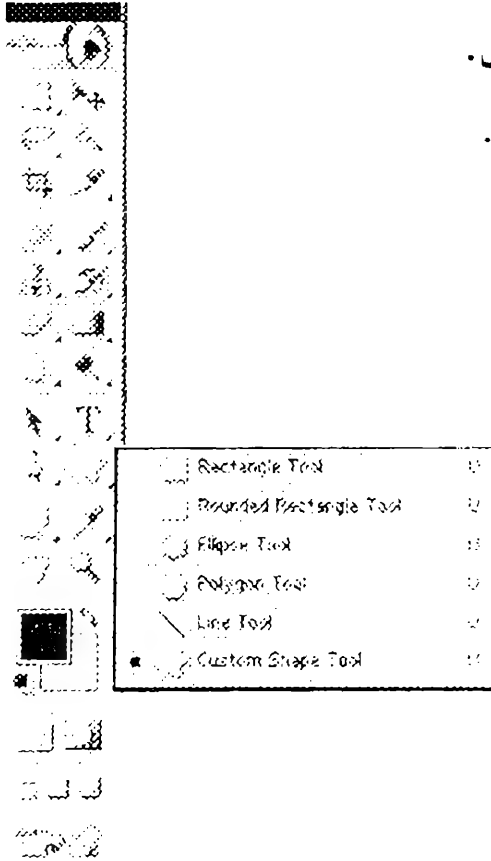 T
Rectangle Tool U
Rounded Rectangle Tool U
Ellipse Tool U
Polygon Tool U
Line Tool U
Custom Shape Tool U